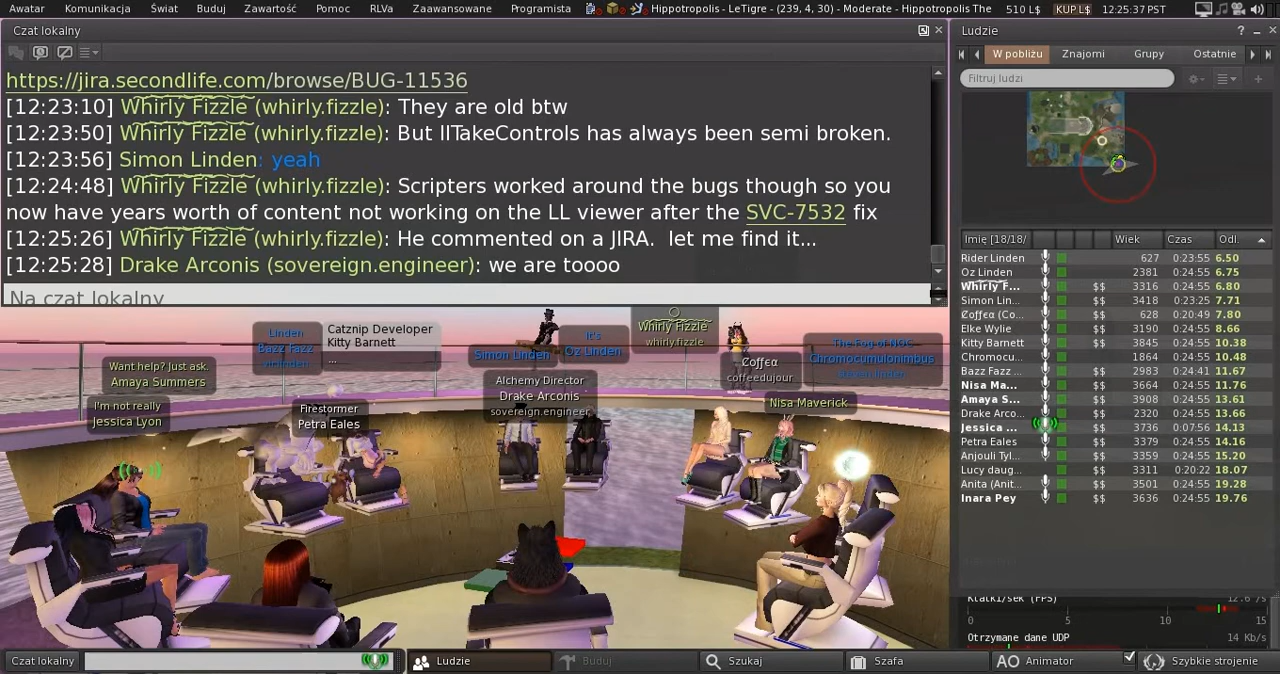 Awatar Komunikacja Świat Buduj Zawartość Pomoc RLVa Zaawansowane Programista Hippotropolis - LeTigre - (239, 4, 30) - Moderate - Hippotropolis The 510 L$ KUP L$ 12:25:37 PST
Czat lokalny
https://jira.secondlife.com/browse/BUG-11536
[12:23:10] Whirly Fizzle (whirly.fizzle): They are old btw
[12:23:50] Whirly Fizzle (whirly.fizzle): But llTakeControls has always been semi broken.
[12:23:56] Simon Linden: yeah
[12:24:48] Whirly Fizzle (whirly.fizzle): Scripters worked around the bugs though so you
now have years worth of content not working on the LL viewer after the SVC-7532 fix
[12:25:26] Whirly Fizzle (whirly.fizzle): He commented on a JIRA. let me find it...
[12:25:28] Drake Arconis (sovereign.engineer): we are toooo
Na czat lokalny
Linden
Bazz Fazz
Catznip Developer
Kitty Barnett
...
Simon Linden
It's
Oz Linden
Whirly Fizzle
whirly.fizzle
Ȼoffєα
coffeedujour
The Fog of NOC
Chromocumulonimbus
Want help? Just ask.
Amaya Summers
I'm not really
Jessica Lyon
Firestormer
Petra Eales
Alchemy Director
Drake Arconis
sovereign.engineer
Nisa Maverick
Ludzie
W pobliżu Znajomi Grupy Ostatnie
Filtruj ludzi
Imię [18/18/ Wiek Czas Odl.
Rider Linden 627 0:23:55 6.50
Oz Linden 2381 0:24:55 6.75
Whirly F... $$ 3316 0:24:55 6.80
Simon Lin... $$ 3418 0:23:25 7.71
Ȼoffєα (Co... $$ 628 0:20:49 7.80
Elke Wylie $$ 3190 0:24:55 8.66
Kitty Barnett $$ 3845 0:24:55 10.38
Chromocu... 1864 0:24:55 10.48
Bazz Fazz ... $$ 2983 0:24:41 11.67
Nisa Ma... $$ 3664 0:24:55 11.76
Amaya S... $$ 3908 0:24:55 13.61
Drake Arco... $$ 2320 0:24:55 13.66
Jessica ... $$ 3736 0:07:56 14.13
Petra Eales $$ 3379 0:24:55 14.16
Anjouli Tyl... $$ 3359 0:24:55 15.20
Lucy daug... $$ 3311 0:20:22 18.07
Anita (Anit... $$ 3501 0:24:55 19.28
Inara Pey $$ 3636 0:24:55 19.76
Klatki/sek (FPS) 12.6 /s
0 5 10 15
Otrzymane dane UDP 14 Kb/s
Czat lokalny Ludzie Buduj Szukaj Szafa AO Animator Szybkie strojenie